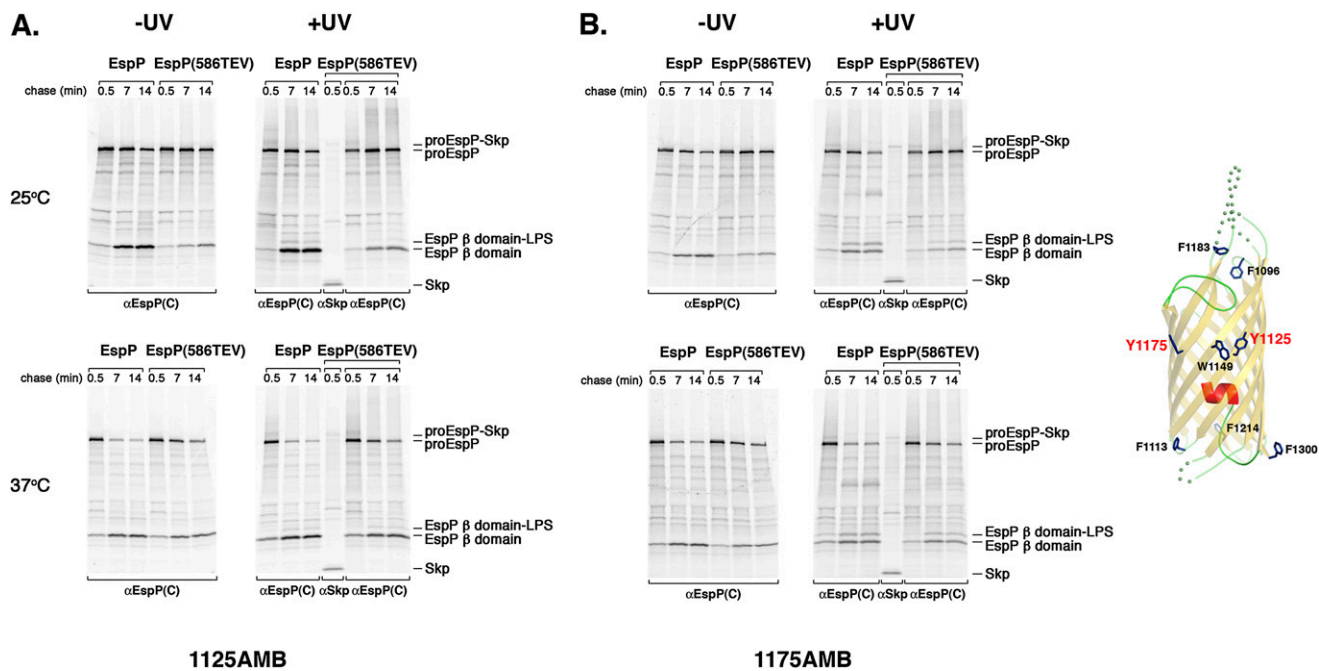 A.
-UV
+UV
EspP EspP(586TEV)
EspP EspP(586TEV)
chase (min) 0.5 7 14 0.5 7 14
0.5 7 14 0.5 0.5 7 14
25°C
proEspP-Skp
proEspP
EspP β domain-LPS
EspP β domain
Skp
αEspP(C)
αEspP(C) αSkp αEspP(C)
EspP EspP(586TEV)
EspP EspP(586TEV)
chase (min) 0.5 7 14 0.5 7 14
0.5 7 14 0.5 0.5 7 14
37°C
proEspP-Skp
proEspP
EspP β domain-LPS
EspP β domain
Skp
αEspP(C)
αEspP(C) αSkp αEspP(C)
1125AMB
B.
-UV
+UV
EspP EspP(586TEV)
EspP EspP(586TEV)
chase (min) 0.5 7 14 0.5 7 14
0.5 7 14 0.5 0.5 7 14
proEspP-Skp
proEspP
EspP β domain-LPS
EspP β domain
Skp
αEspP(C)
αEspP(C) αSkp αEspP(C)
EspP EspP(586TEV)
EspP EspP(586TEV)
chase (min) 0.5 7 14 0.5 7 14
0.5 7 14 0.5 0.5 7 14
proEspP-Skp
proEspP
EspP β domain-LPS
EspP β domain
Skp
αEspP(C)
αEspP(C) αSkp αEspP(C)
1175AMB
F1183
F1096
Y1175
Y1125
W1149
F1214
F1113
F1300